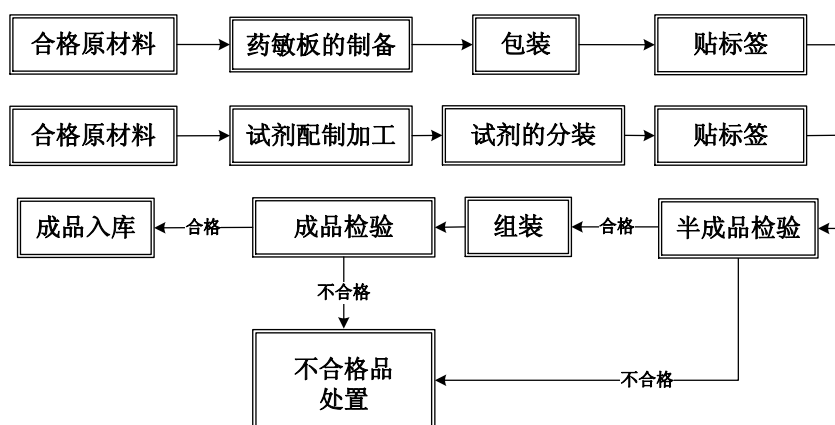 合格原材料
药敏板的制备
包装
贴标签
合格原材料
试剂配制加工
试剂的分装
贴标签
成品入库
合格
成品检验
组装
合格
半成品检验
不合格
不合格品
处置
不合格